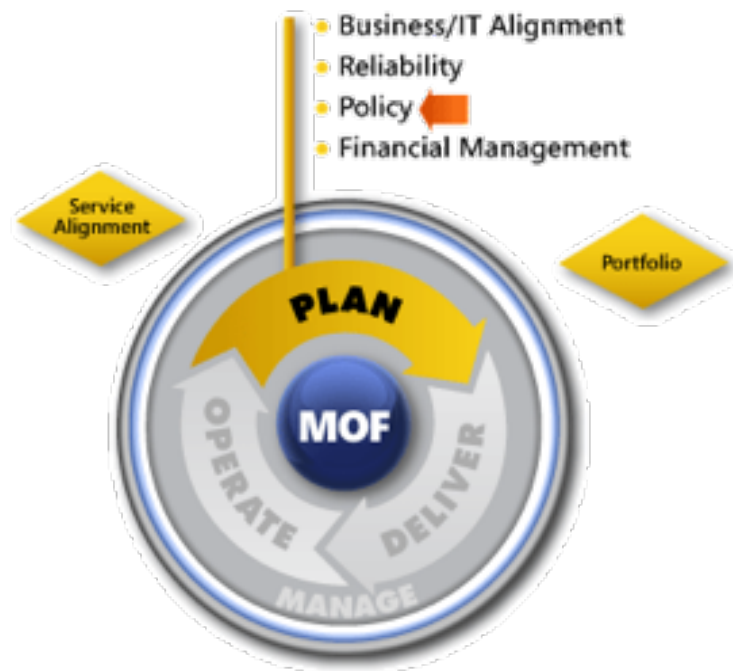 Business/IT Alignment
Reliability
Policy
Financial Management
Service
Alignment
Portfolio
PLAN
MOF
OPERATE
DELIVER
MANAGE